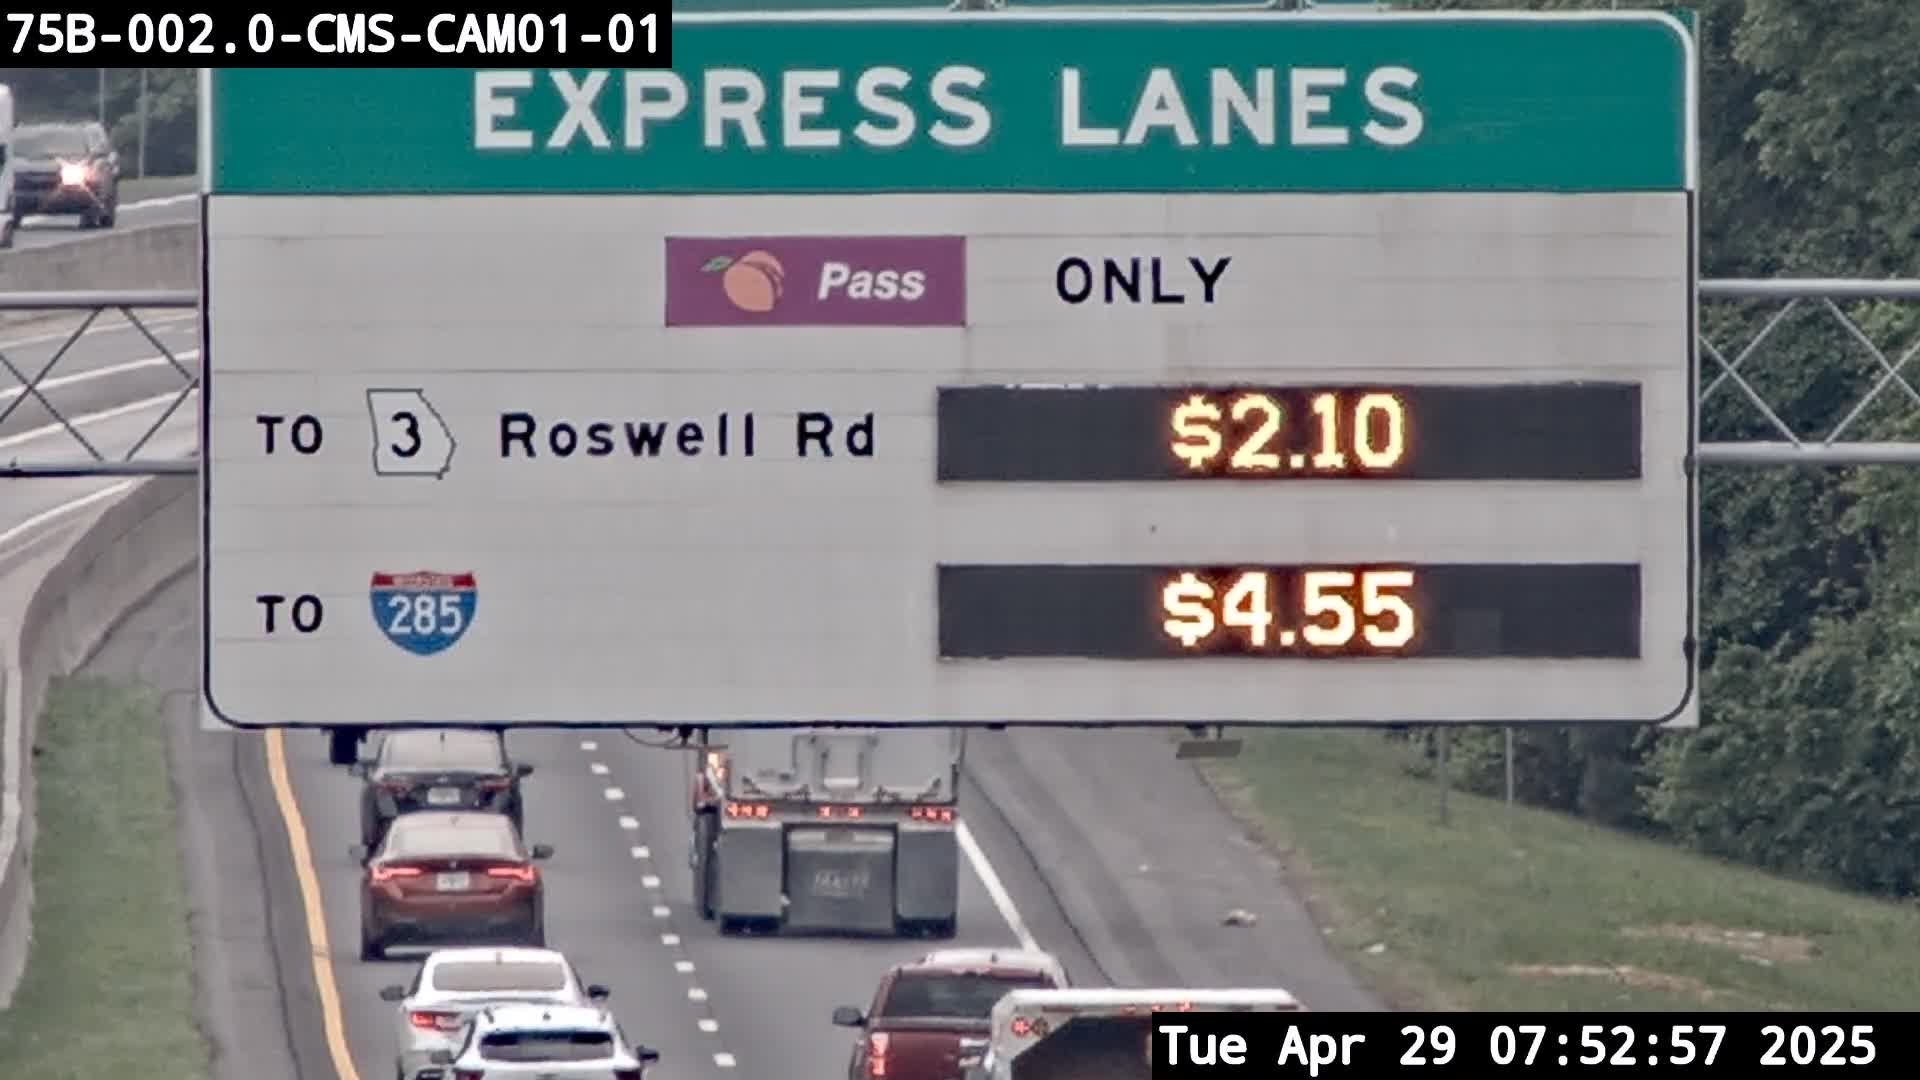 75B-002.0-CMS-CAM01-01
EXPRESS LANES
Pass ONLY
TO 3 Roswell Rd $2.10
TO INTERSTATE 285 $4.55
Tue Apr 29 07:52:57 2025